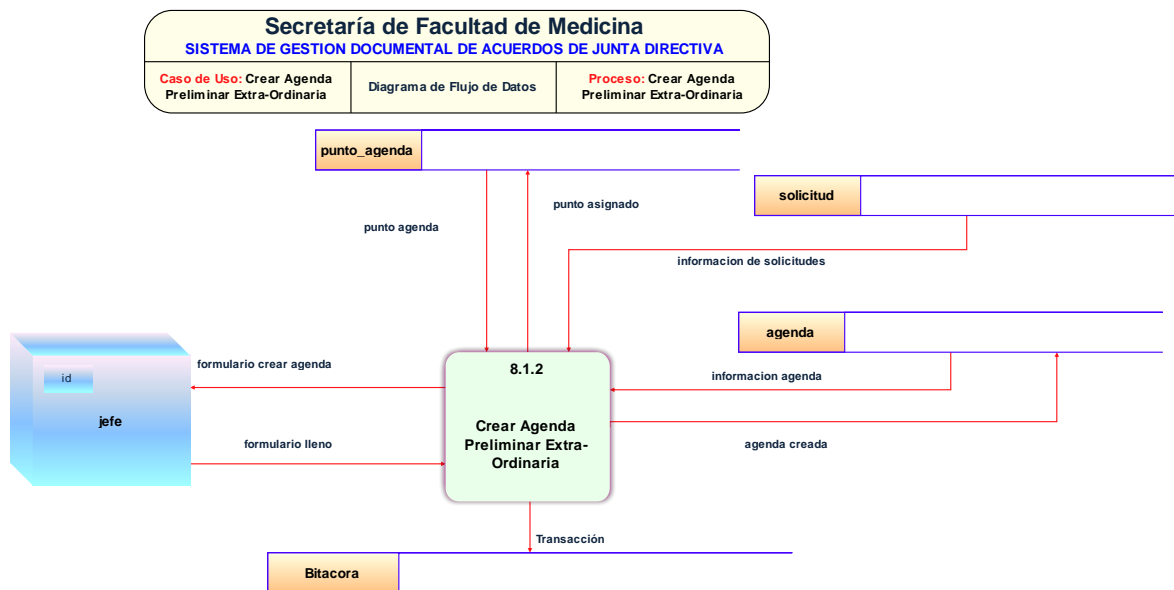 Secretaría de Facultad de Medicina
SISTEMA DE GESTION DOCUMENTAL DE ACUERDOS DE JUNTA DIRECTIVA
Caso de Uso: Crear Agenda
Preliminar Extra-Ordinaria
Diagrama de Flujo de Datos
Proceso: Crear Agenda
Preliminar Extra-Ordinaria
punto_agenda
solicitud
punto asignado
punto agenda
informacion de solicitudes
agenda
formulario crear agenda
8.1.2
informacion agenda
id
jefe
Crear Agenda
Preliminar Extra-
Ordinaria
formulario lleno
agenda creada
Transacción
Bitacora